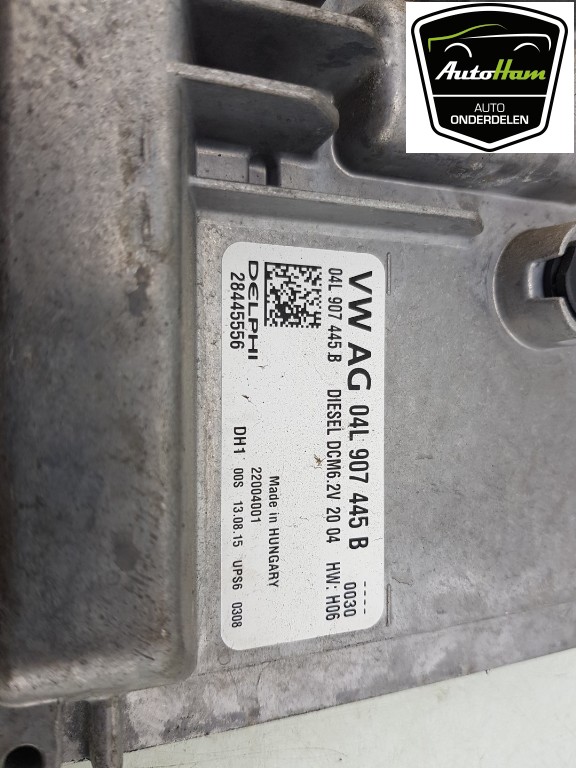 AutoHam
AUTO
ONDERDELEN
VW AG 04L 907 445 B ----
0030
04L 907 445 B DIESEL DCM6.2V 20 04 HW: H06
DELPHI
28445556
Made in HUNGARY
22004001
DH1 00S 13.08.15 UPS6 0308